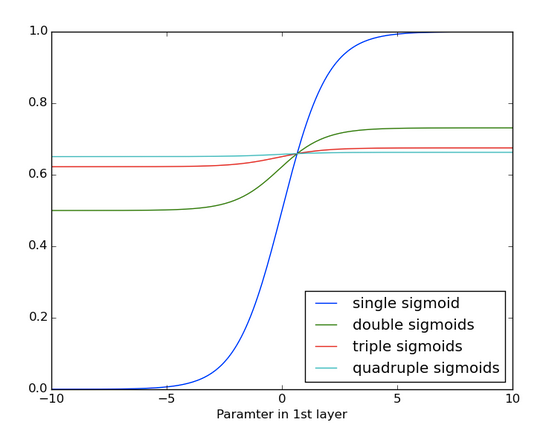 1.0
0.8
0.6
0.4
0.2
0.0
single sigmoid
double sigmoids
triple sigmoids
quadruple sigmoids
−10 −5 0 5 10
Paramter in 1st layer